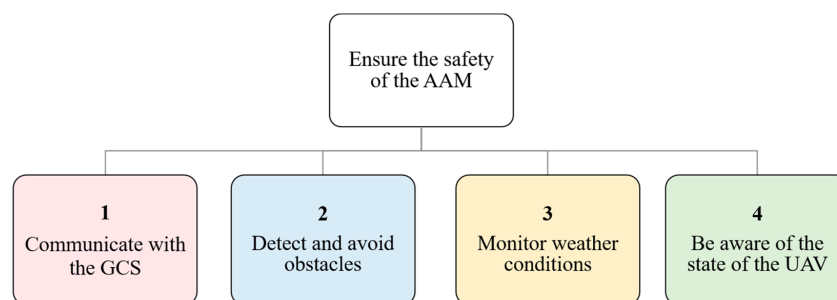 Ensure the safety
of the AAM
1
Communicate with
the GCS
2
Detect and avoid
obstacles
3
Monitor weather
conditions
4
Be aware of the
state of the UAV